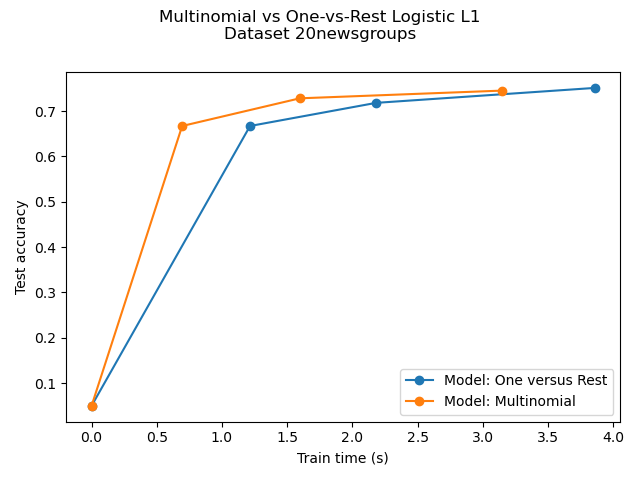 Multinomial vs One-vs-Rest Logistic L1
Dataset 20newsgroups
0.7
0.6
0.5
0.4
0.3
0.2
0.1
Test accuracy
Model: One versus Rest
Model: Multinomial
0.0 0.5 1.0 1.5 2.0 2.5 3.0 3.5 4.0
Train time (s)